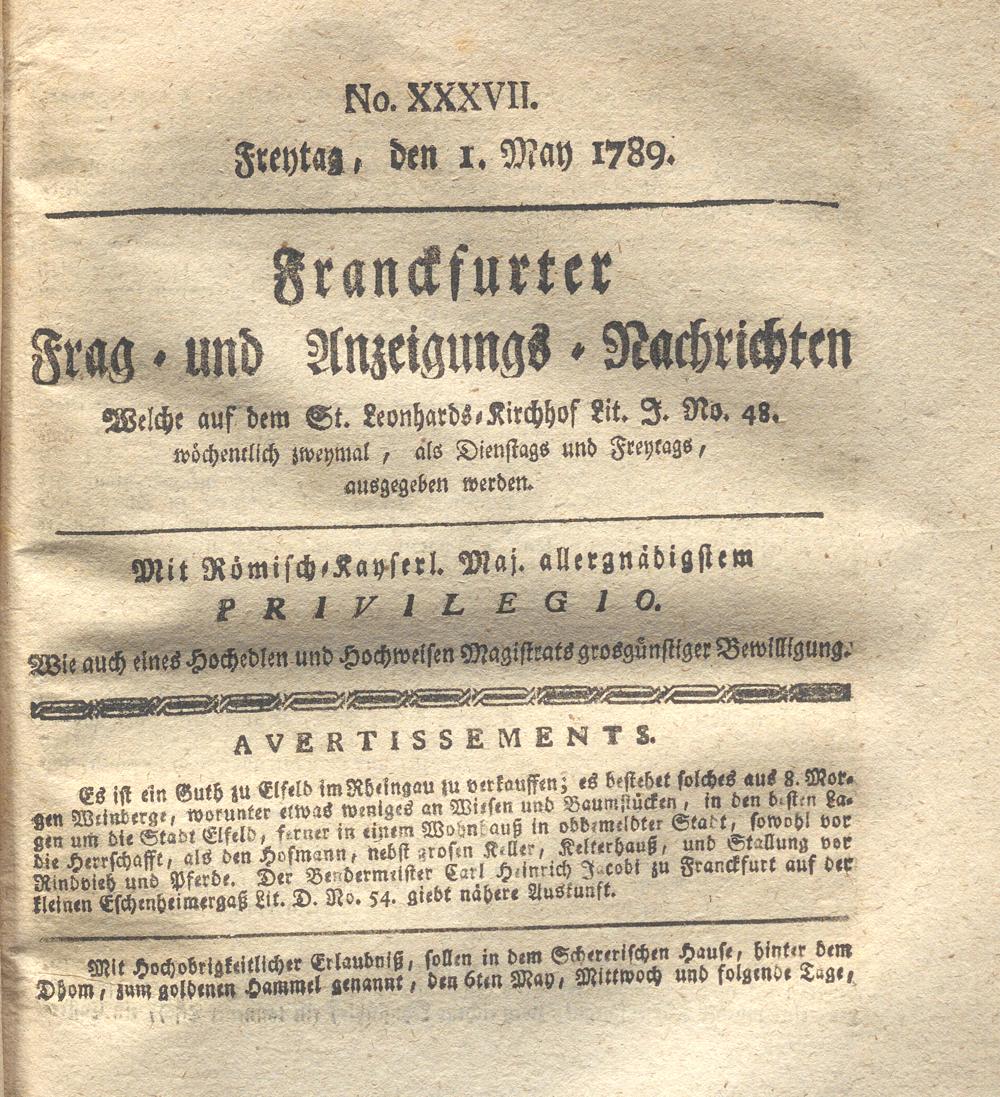 No. XXXVII.
Freytag, den 1. May 1789.
Franckfurter
Frag- und Anzeigungs-Nachrichten
Welche auf dem St. Leonhards-Kirchhof Lit. J. No. 48.
wöchentlich zweymal, als Dienstags und Freytags,
ausgegeben werden.
Mit Römisch-Kayserl. Maj. allergnädigstem
PRIVILEGIO.
Wie auch eines Hochedlen und Hochweisen Magistrats grosgünstiger Bewilligung.
AVERTISSEMENTS.
Es ist ein Guth zu Elfeld im Rheingau zu verkauffen; es bestehet solches aus 8. Mor-
gen Weinberge, worunter etwas weniges an Wiesen und Baumstücken, in den besten La-
gen um die Stadt Elfeld, ferner in einem Wohnhauß in obbemeldter Stadt, sowohl vor
die Herrschafft, als den Hofmann, nebst grosen Keller, Kelterhauß, und Stallung vor
Rindvieh und Pferde. Der Bendermeister Carl Heinrich Jacobi zu Franckfurt auf der
kleinen Eschenheimergaß Lit. D. No. 54. giebt nähere Auskunft.
Mit Hochobrigkeitlicher Erlaubniß, sollen in dem Schererischen Hause, hinter dem
Dhom, zum goldenen Hammel genannt, den 6ten May, Mittwoch und folgende Tage,